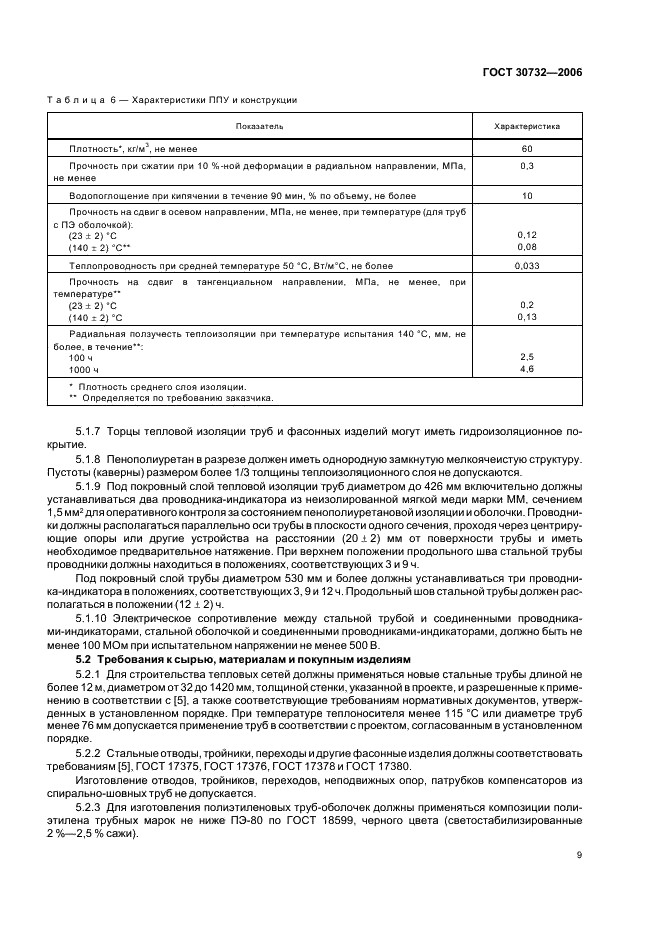 ГОСТ 30732—2006
Т а б л и ц а  6 — Характеристики ППУ и конструкции
Показатель
Характеристика
Плотность*, кг/м³, не менее
60
Прочность при сжатии при 10 %-ной деформации в радиальном направлении, МПа,
не менее
0,3
Водопоглощение при кипячении в течение 90 мин, % по объему, не более
10
Прочность на сдвиг в осевом направлении, МПа, не менее, при температуре (для труб
с ПЭ оболочкой):
(23 ± 2) °С
0,12
(140 ± 2) °С**
0,08
Теплопроводность при средней температуре 50 °С, Вт/м°С, не более
0,033
Прочность на сдвиг в тангенциальном направлении, МПа, не менее, при
температуре**
(23 ± 2) °С
0,2
(140 ± 2) °С
0,13
Радиальная ползучесть теплоизоляции при температуре испытания 140 °С, мм, не
более, в течение**:
100 ч
2,5
1000 ч
4,6
* Плотность среднего слоя изоляции.
** Определяется по требованию заказчика.
5.1.7 Торцы тепловой изоляции труб и фасонных изделий могут иметь гидроизоляционное по-
крытие.
5.1.8 Пенополиуретан в разрезе должен иметь однородную замкнутую мелкоячеистую структуру.
Пустоты (каверны) размером более 1/3 толщины теплоизоляционного слоя не допускаются.
5.1.9 Под покровный слой тепловой изоляции труб диаметром до 426 мм включительно должны
устанавливаться два проводника-индикатора из неизолированной мягкой меди марки ММ, сечением
1,5 мм² для оперативного контроля за состоянием пенополиуретановой изоляции и оболочки. Проводни-
ки должны располагаться параллельно оси трубы в плоскости одного сечения, проходя через центриру-
ющие опоры или другие устройства на расстоянии (20 ± 2) мм от поверхности трубы и иметь
необходимое предварительное натяжение. При верхнем положении продольного шва стальной трубы
проводники должны находиться в положениях, соответствующих 3 и 9 ч.
Под покровный слой трубы диаметром 530 мм и более должны устанавливаться три проводни-
ка-индикатора в положениях, соответствующих 3, 9 и 12 ч. Продольный шов стальной трубы должен рас-
полагаться в положении (12 ± 2) ч.
5.1.10 Электрическое сопротивление между стальной трубой и соединенными проводника-
ми-индикаторами, стальной оболочкой и соединенными проводниками-индикаторами, должно быть не
менее 100 МОм при испытательном напряжении не менее 500 В.
5.2 Требования к сырью, материалам и покупным изделиям
5.2.1 Для строительства тепловых сетей должны применяться новые стальные трубы длиной не
более 12 м, диаметром от 32 до 1420 мм, толщиной стенки, указанной в проекте, и разрешенные к приме-
нению в соответствии с [5], а также соответствующие требованиям нормативных документов, утверж-
денных в установленном порядке. При температуре теплоносителя менее 115 °С или диаметре труб
менее 76 мм допускается применение труб в соответствии с проектом, согласованным в установленном
порядке.
5.2.2 Стальные отводы, тройники, переходы и другие фасонные изделия должны соответствовать
требованиям [5], ГОСТ 17375, ГОСТ 17376, ГОСТ 17378 и ГОСТ 17380.
Изготовление отводов, тройников, переходов, неподвижных опор, патрубков компенсаторов из
спирально-шовных труб не допускается.
5.2.3 Для изготовления полиэтиленовых труб-оболочек должны применяться композиции поли-
этилена трубных марок не ниже ПЭ-80 по ГОСТ 18599, черного цвета (светостабилизированные
2 %—2,5 % сажи).
9